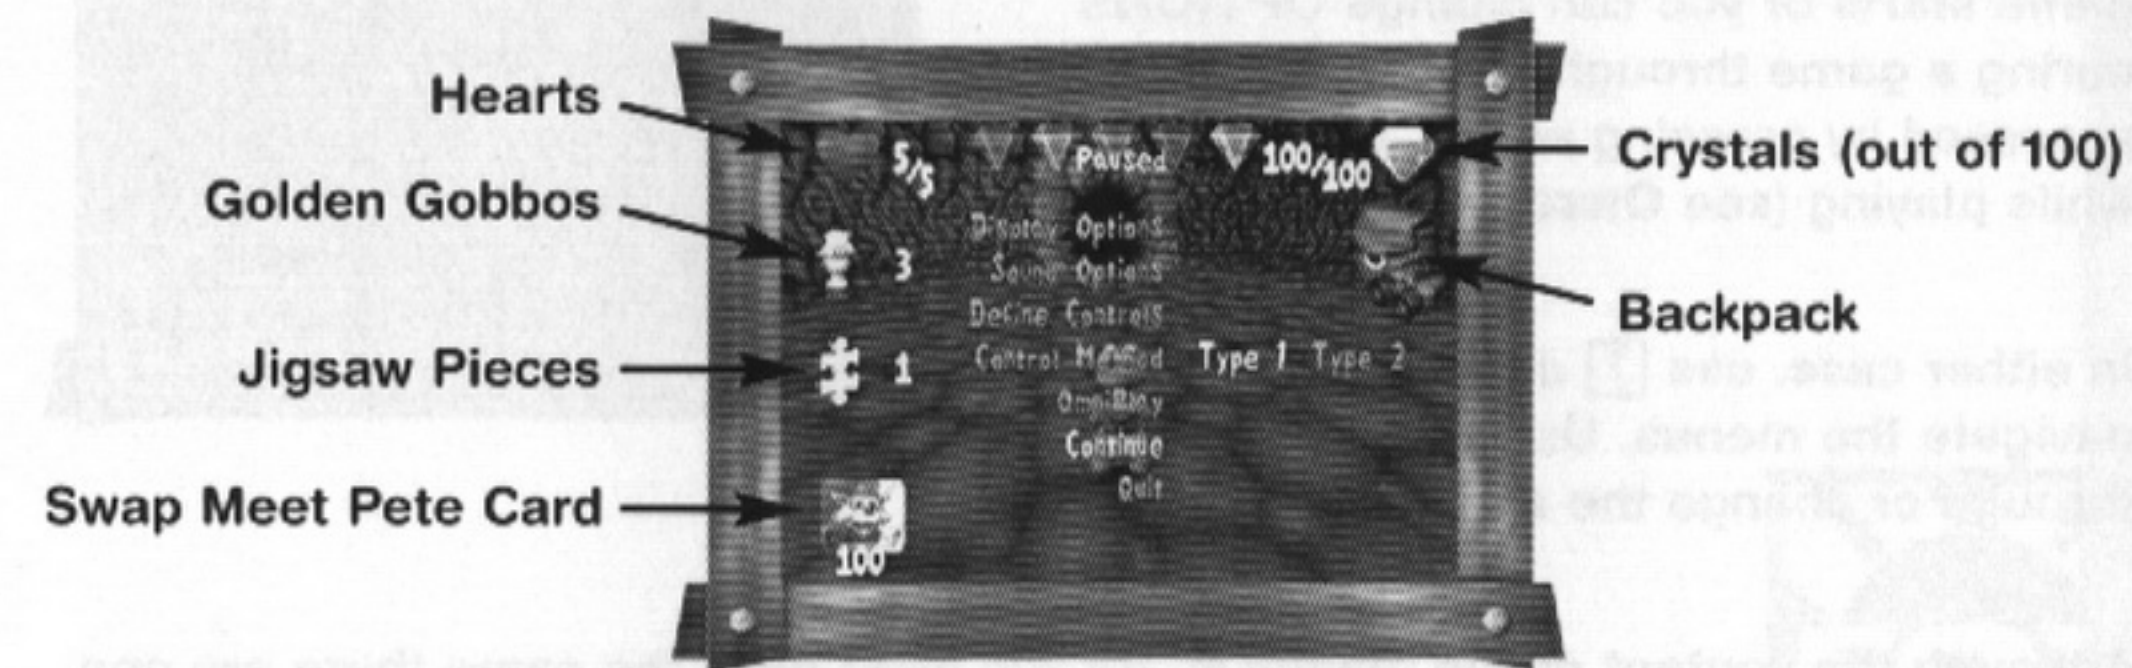 Hearts
Golden Gobbos
Jigsaw Pieces
Swap Meet Pete Card
5/5
3
1
100
Paused
Display Options
Sound Options
Define Controls
Control Method Type 1 Type 2
Continue
Quit
100/100
Crystals (out of 100)
Backpack